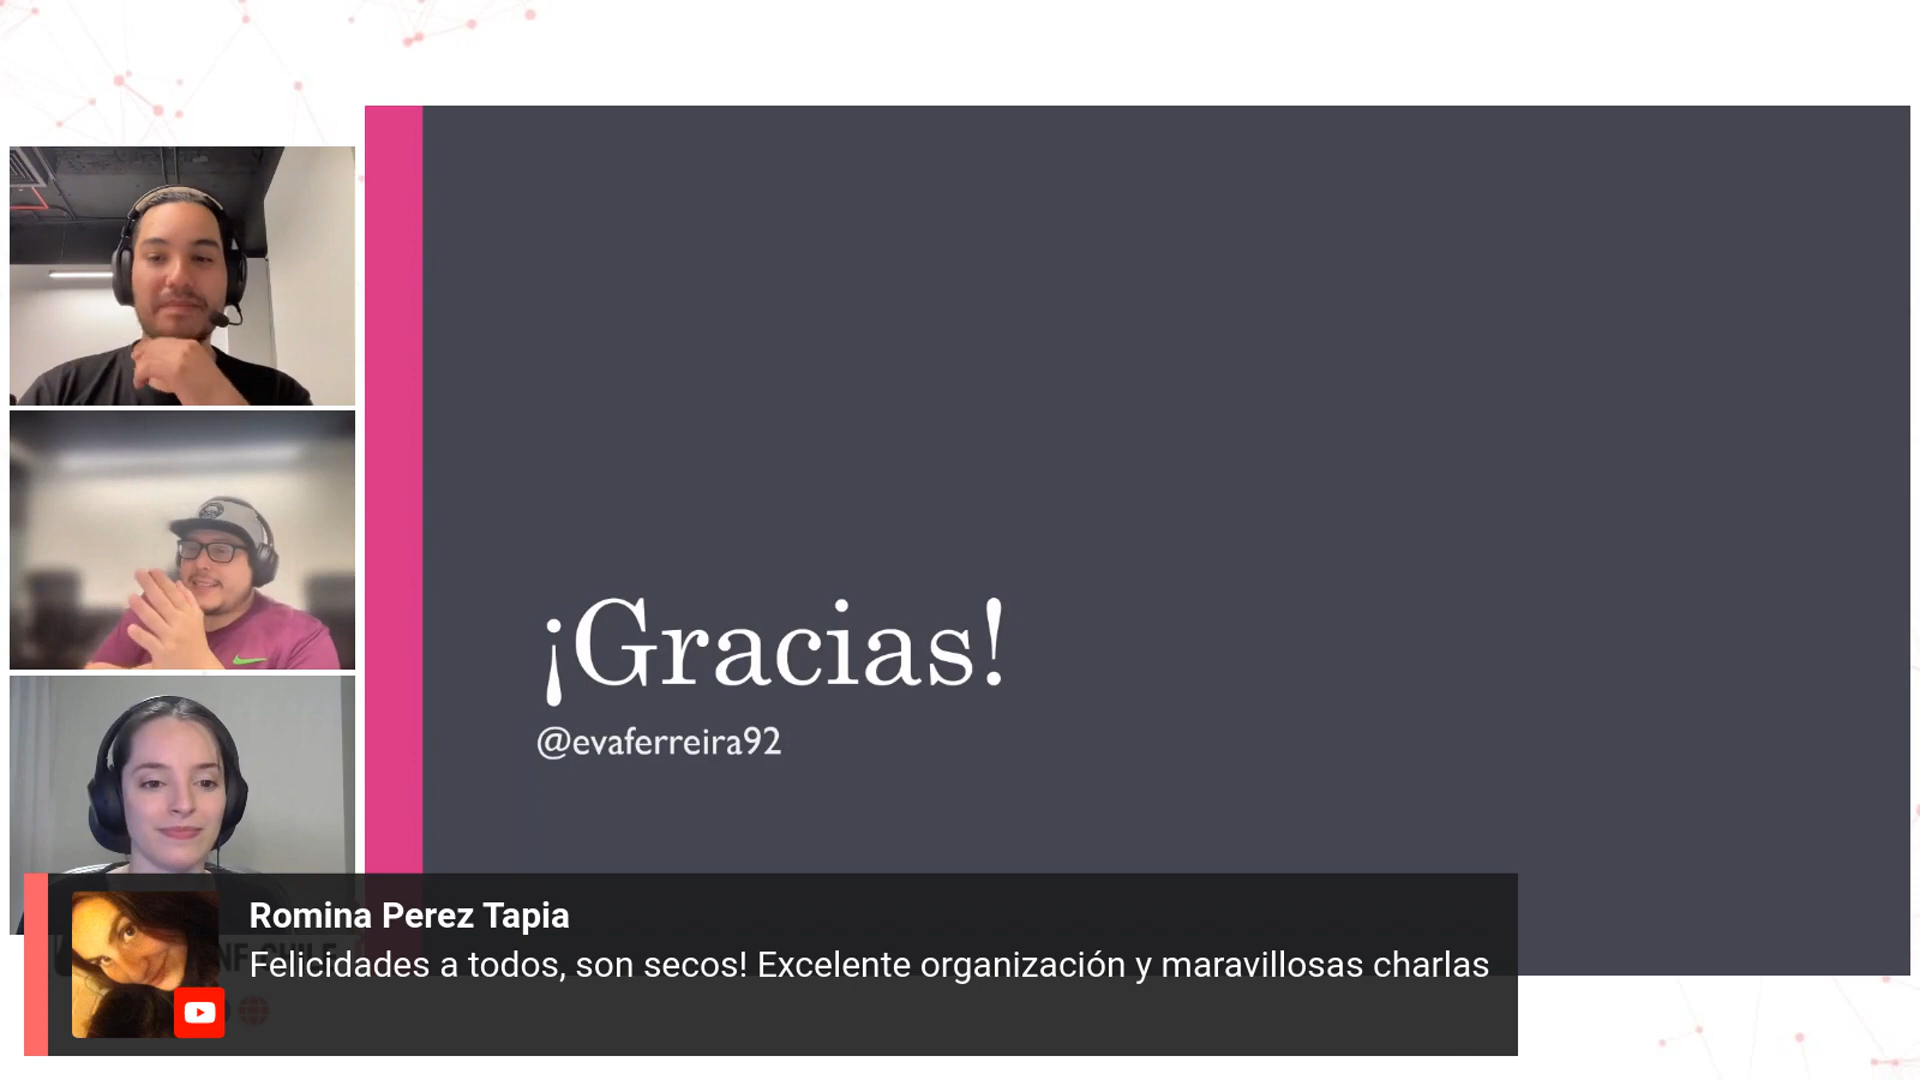 ¡Gracias!
@evaferreira92
Romina Perez Tapia
Felicidades a todos, son secos! Excelente organización y maravillosas charlas